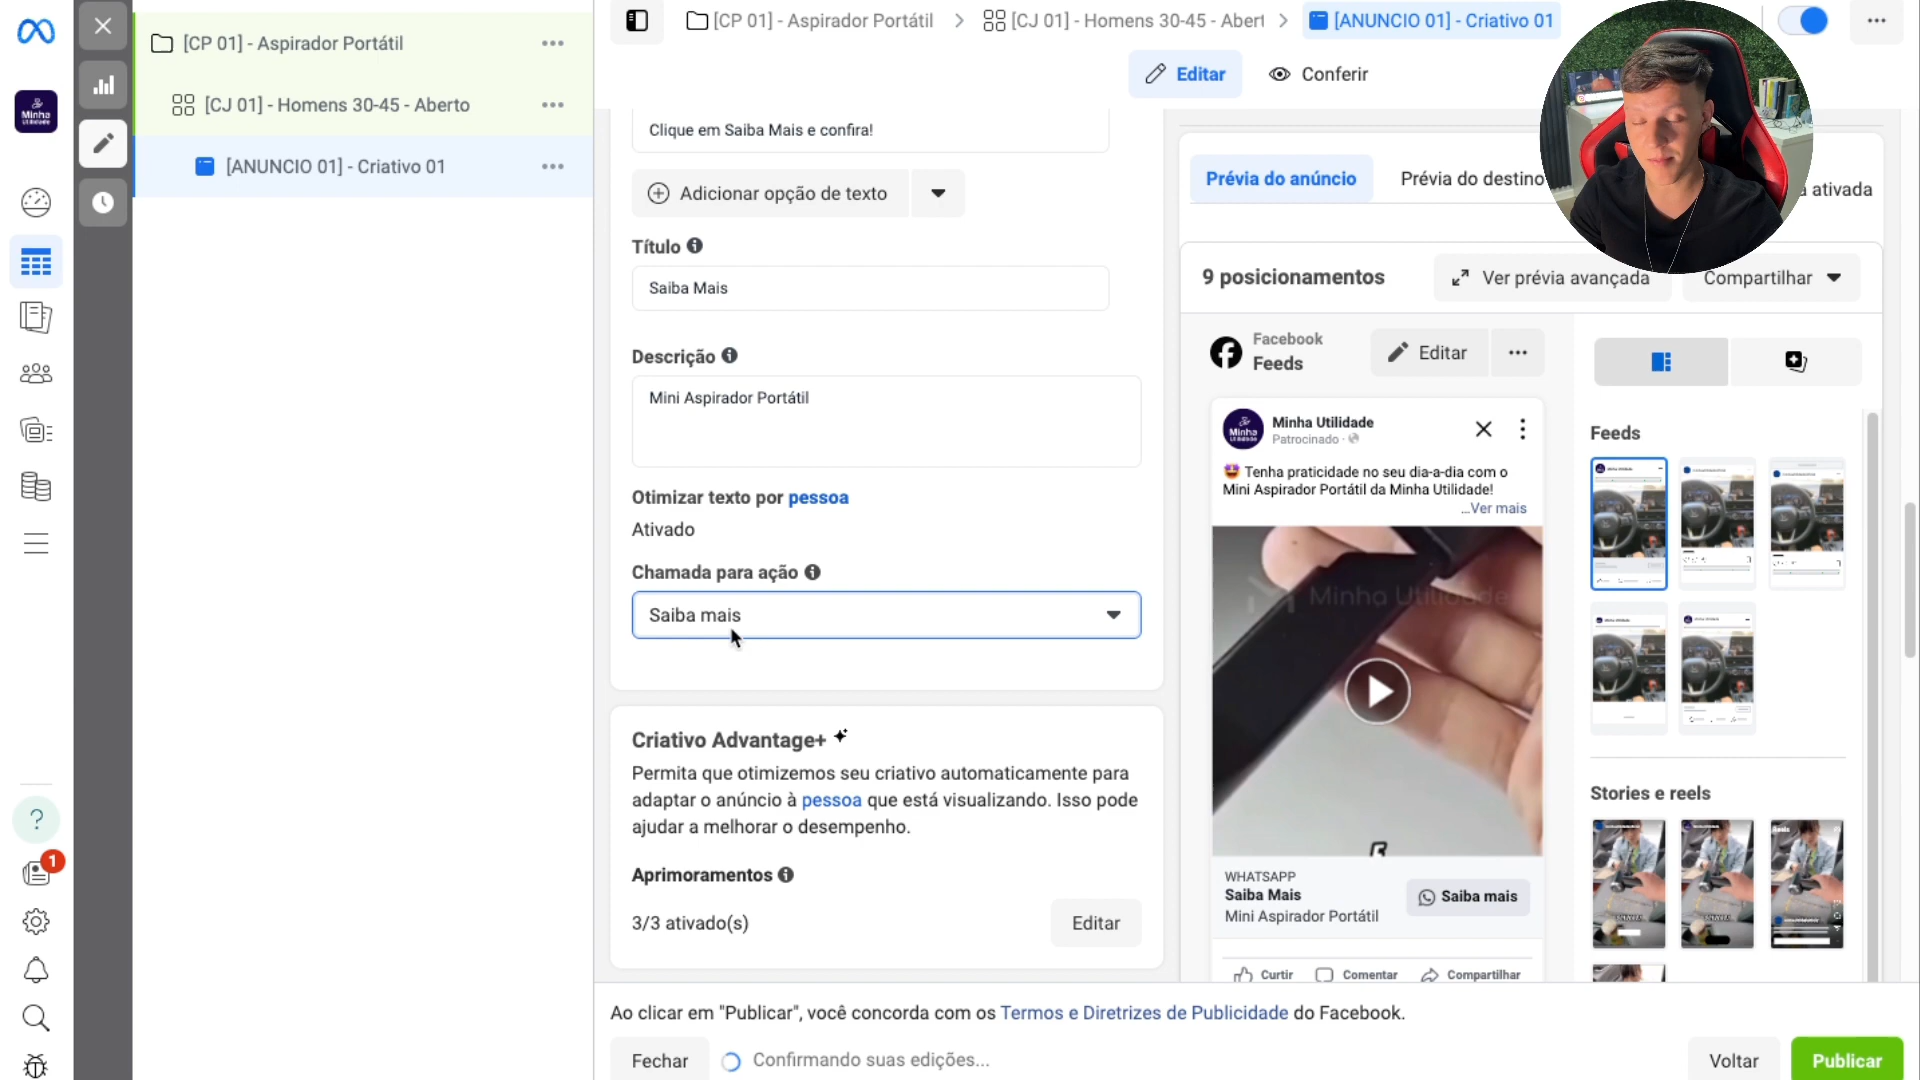 Minha
Utilidade
[CP 01] - Aspirador Portátil
[CJ 01] - Homens 30-45 - Aberto
[ANUNCIO 01] - Criativo 01
1
[CP 01] - Aspirador Portátil
[CJ 01] - Homens 30-45 - Abert
[ANUNCIO 01] - Criativo 01
Editar
Conferir
Clique em Saiba Mais e confira!
Adicionar opção de texto
Título
Saiba Mais
Descrição
Mini Aspirador Portátil
Otimizar texto por pessoa
Ativado
Chamada para ação
Saiba mais
Criativo Advantage+
Permita que otimizemos seu criativo automaticamente para
adaptar o anúncio à pessoa que está visualizando. Isso pode
ajudar a melhorar o desempenho.
Aprimoramentos
3/3 ativado(s)
Editar
Prévia do anúncio
Prévia do destino
a ativada
9 posicionamentos
Ver prévia avançada
Compartilhar
Facebook
Feeds
Editar
Minha
Utilidade
Minha Utilidade
Patrocinado
Tenha praticidade no seu dia-a-dia com o
Mini Aspirador Portátil da Minha Utilidade!
...Ver mais
Minha Utilidade
WHATSAPP
Saiba Mais
Mini Aspirador Portátil
Saiba mais
Curtir
Comentar
Compartilhar
Feeds
Stories e reels
Ao clicar em "Publicar", você concorda com os Termos e Diretrizes de Publicidade do Facebook.
Fechar
Confirmando suas edições...
Voltar
Publicar